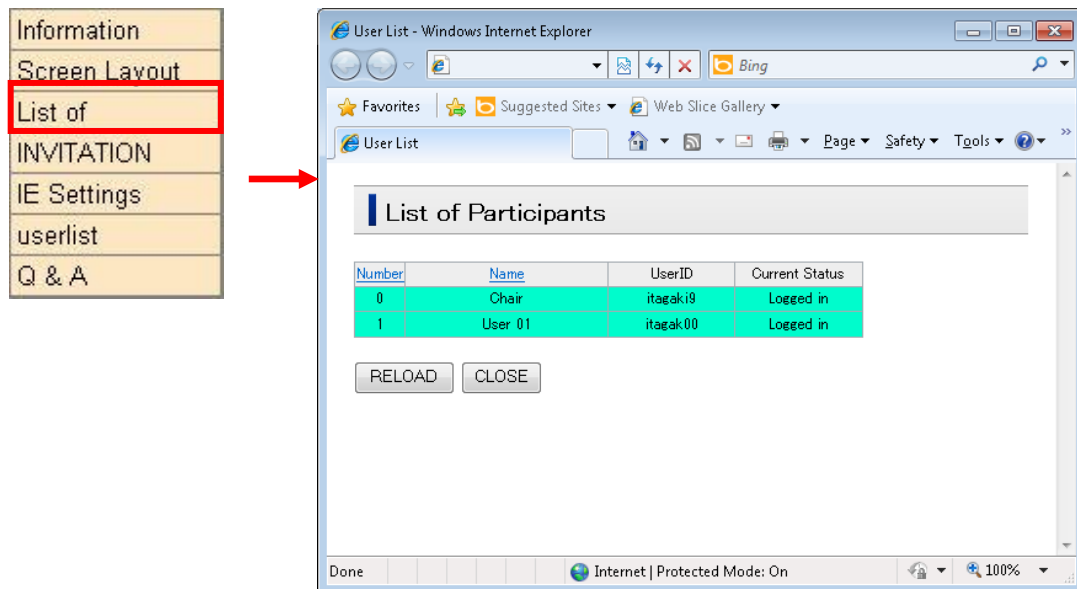 Information
Screen Layout
List of
INVITATION
IE Settings
userlist
Q & A
User List - Windows Internet Explorer
Bing
Favorites Suggested Sites Web Slice Gallery
User List Page Safety Tools »
List of Participants
Number Name UserID Current Status
0 Chair itagaki9 Logged in
1 User 01 itagak00 Logged in
RELOAD CLOSE
Done Internet | Protected Mode: On 100%